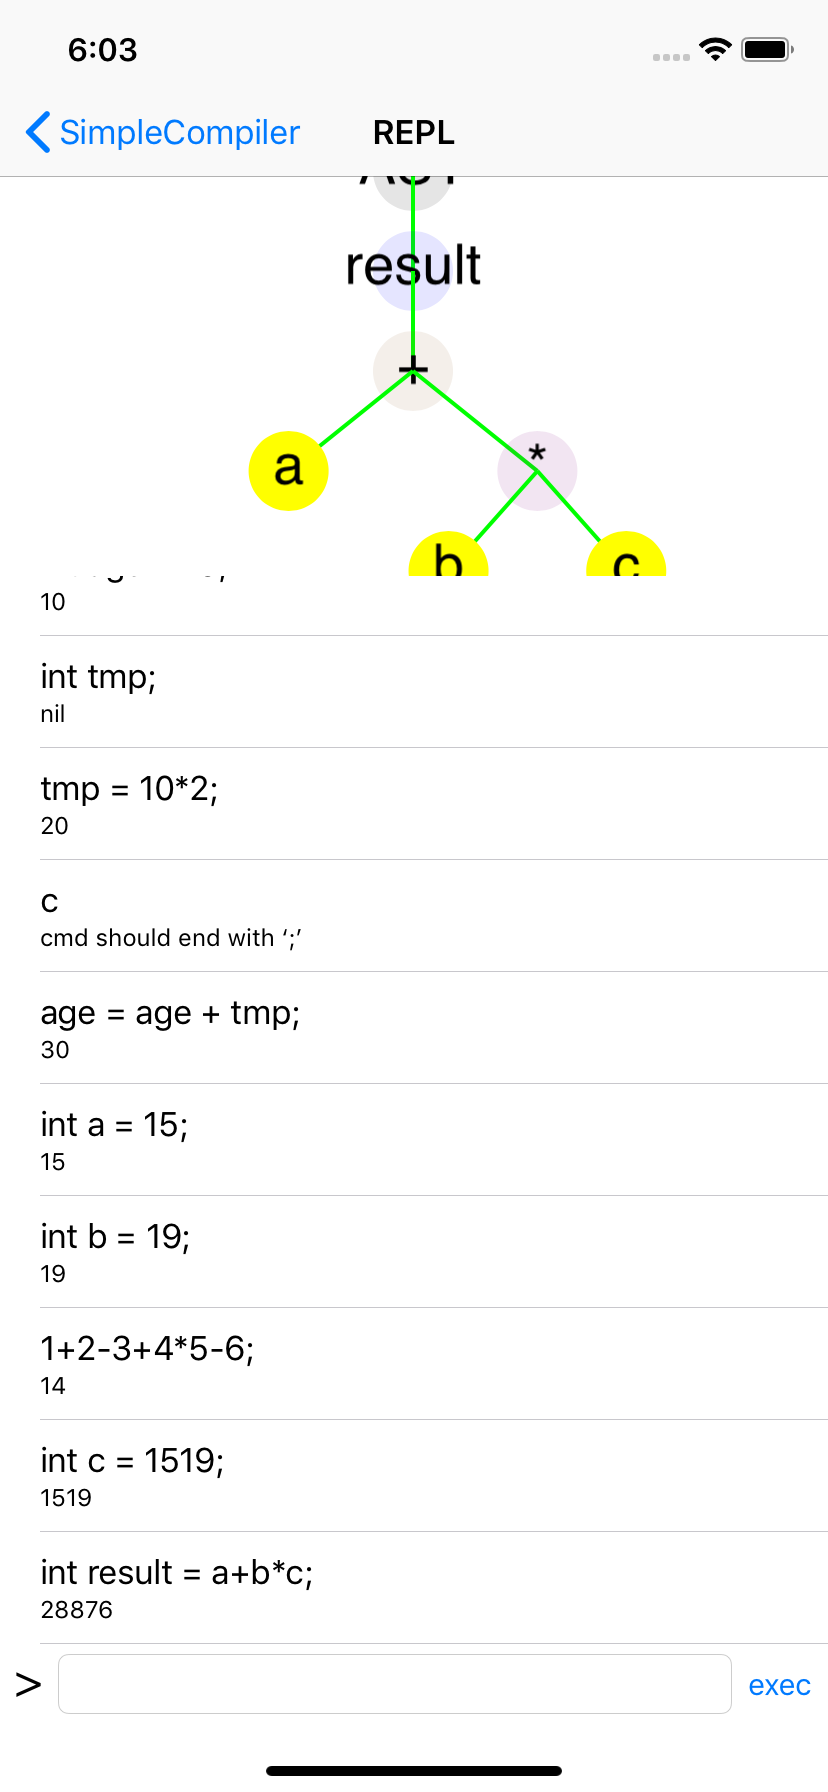 6:03
SimpleCompiler REPL
result
+
a *
b c
10
int tmp;
nil
tmp = 10*2;
20
c
cmd should end with ‘;’
age = age + tmp;
30
int a = 15;
15
int b = 19;
19
1+2-3+4*5-6;
14
int c = 1519;
1519
int result = a+b*c;
28876
> exec